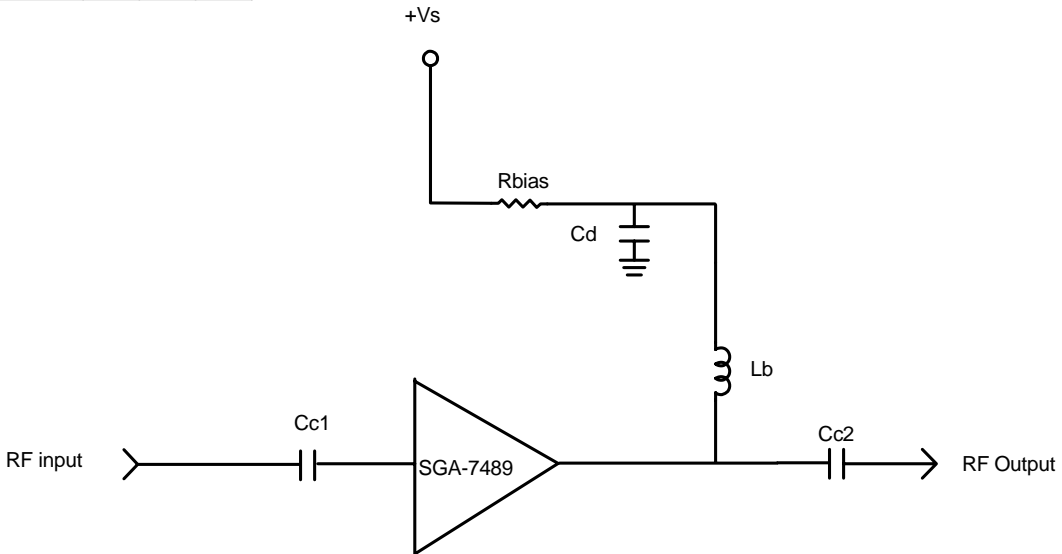 +Vs
Rbias
Cd
Lb
Cc1
Cc2
RF input
SGA-7489
RF Output